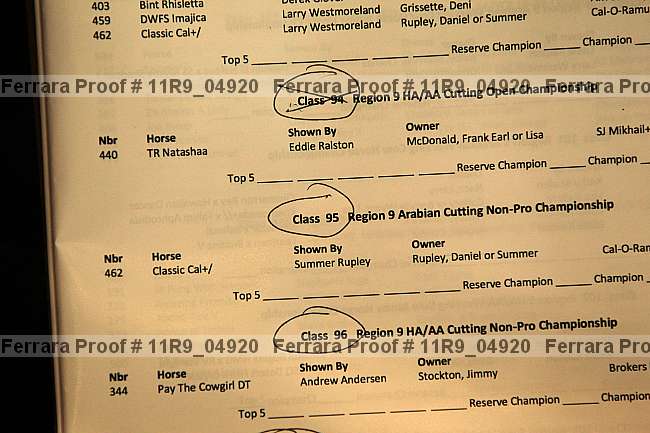 403 Bint Rhisletta
459 DWFS Imajica Larry Westmoreland Grissette, Deni
462 Classic Cal+/ Larry Westmoreland Rupley, Daniel or Summer Cal-O-Ramu
Top 5 Reserve Champion Champion
Ferrara Proof # 11R9_04920 Ferrara Proof # 11R9_04920 Ferrara Proof
Class 94 Region 9 HA/AA Cutting Open Championship
Nbr Horse Shown By Owner
440 TR Natashaa Eddie Ralston McDonald, Frank Earl or Lisa SJ Mikhail+
Top 5 Reserve Champion Champion
Class 95 Region 9 Arabian Cutting Non-Pro Championship
Nbr Horse Shown By Owner
462 Classic Cal+/ Summer Rupley Rupley, Daniel or Summer Cal-O-Ram
Top 5 Reserve Champion Champion
Class 96 Region 9 HA/AA Cutting Non-Pro Championship
Ferrara Proof # 11R9_04920 Ferrara Proof # 11R9_04920 Ferrara Proof
Nbr Horse Shown By Owner
344 Pay The Cowgirl DT Andrew Andersen Stockton, Jimmy Brokers
Top 5 Reserve Champion Champion